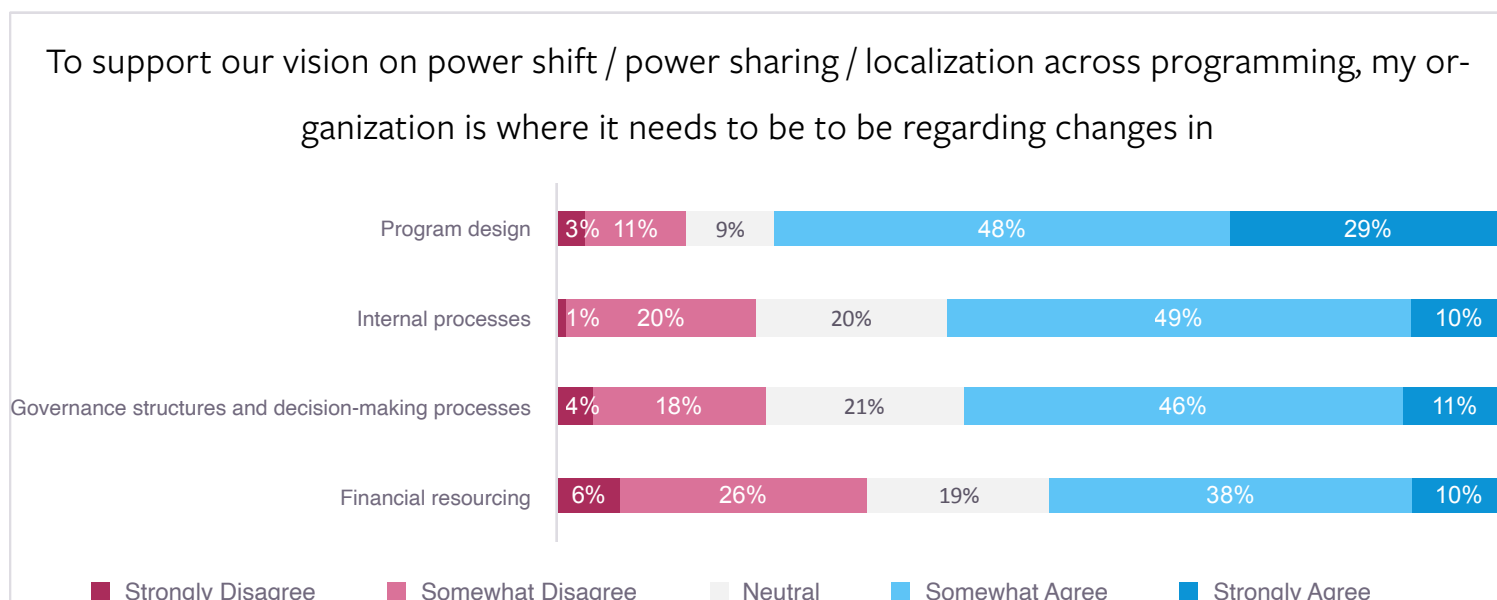 To support our vision on power shift / power sharing / localization across programming, my or-
ganization is where it needs to be to be regarding changes in
Program design 3% 11% 9% 48% 29%
Internal processes 1% 20% 20% 49% 10%
Governance structures and decision-making processes 4% 18% 21% 46% 11%
Financial resourcing 6% 26% 19% 38% 10%
Strongly Disagree Somewhat Disagree Neutral Somewhat Agree Strongly Agree